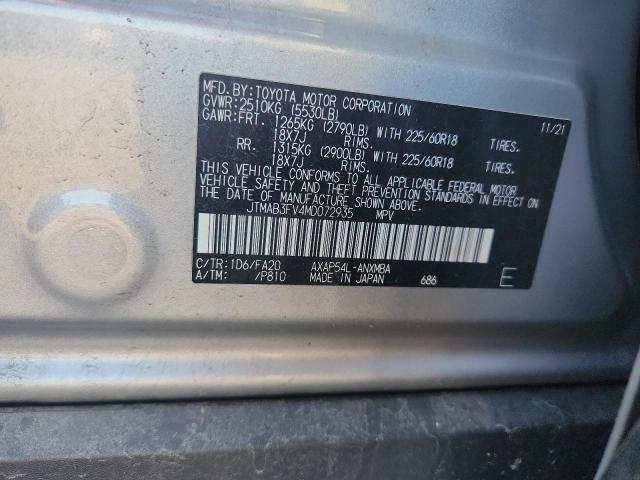 MFD.BY:TOYOTA MOTOR CORPORATION 11/21
GVWR:2510KG (5530LB)
GAWR:FRT. 1265KG (2790LB) WITH 225/60R18 TIRES.
18X7J RIMS.
RR. 1315KG (2900LB) WITH 225/60R18 TIRES.
18X7J RIMS.
THIS VEHICLE CONFORMS TO ALL APPLICABLE FEDERAL MOTOR
VEHICLE SAFETY AND THEFT PREVENTION STANDARDS IN EFFECT ON
THE DATE OF MANUFACTURE SHOWN ABOVE.
JTMAB3FV4MD072935 MPV
C/TR:1D6/FA20 AXAP54L-ANXMBA
A/TM: /P810 MADE IN JAPAN 686 E